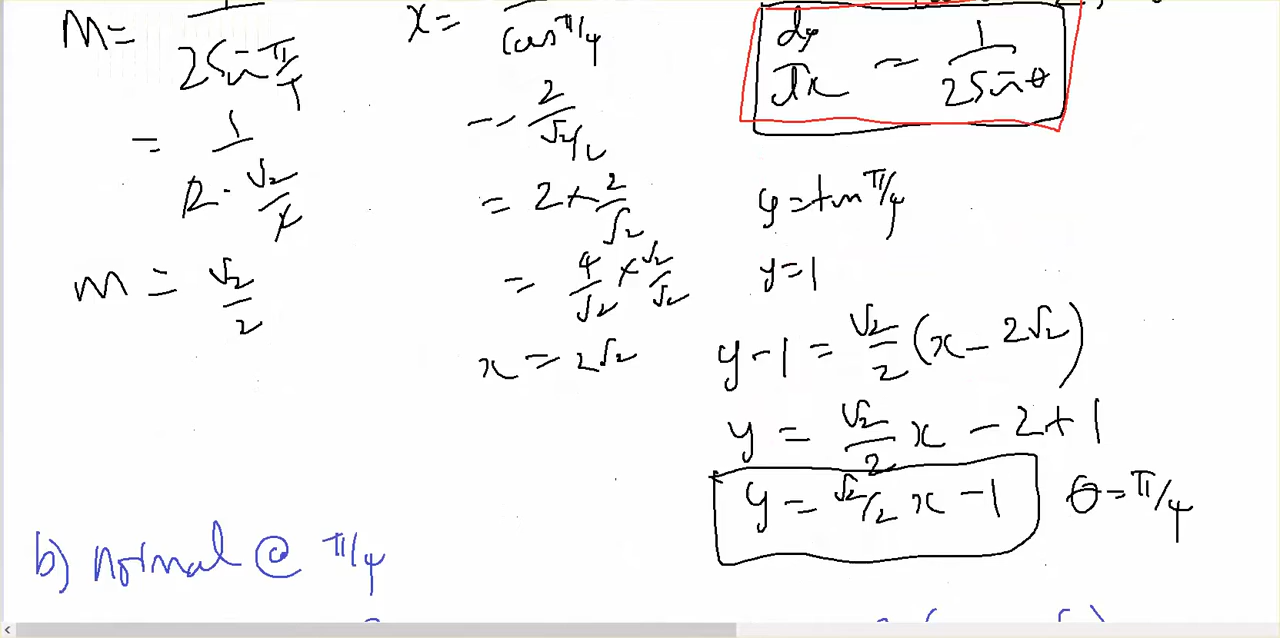 m = 1/(2 sin π/4)
= 1/(2 · √2/2)
m = √2/2
x = /(cos π/4)
= 2/(√2/2)
= 2 × 2/√2
= 4/√2 × √2/√2
x = 2√2
dy/dx = 1/(2 sin θ)
y = tan π/4
y = 1
y - 1 = √2/2 (x - 2√2)
y = √2/2 x - 2 + 1
y = √2/2 x - 1 θ = π/4
b) normal @ π/4